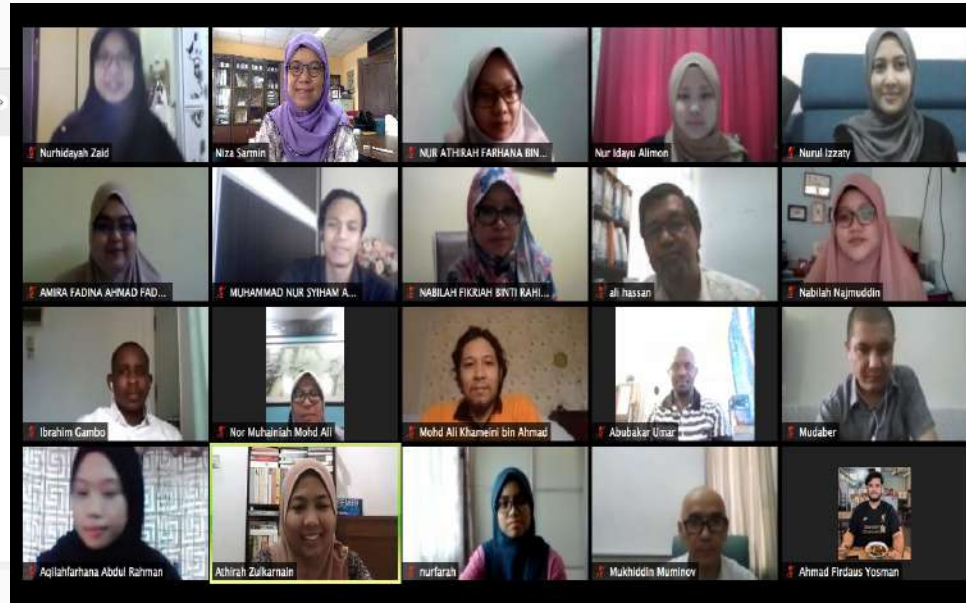 Nurhidayah Zaid
Niza Sarmin
NUR ATHIRAH FARHANA BIN...
Nur Idayu Alimon
Nurul Izzaty
AMIRA FADINA AHMAD FAD...
MUHAMMAD NUR SYIHAM A...
NABILAH FIKRIAH BINTI RAHI...
ali hassan
Nabilah Najmuddin
Ibrahim Gambo
Nor Muhainiah Mohd Ali
Mohd Ali Khameini bin Ahmad
Abubakar Umar
Mudaber
Aqilahfarhana Abdul Rahman
Athirah Zulkarnain
nurfarah
Mukhiddin Muminov
Ahmad Firdaus Yosman